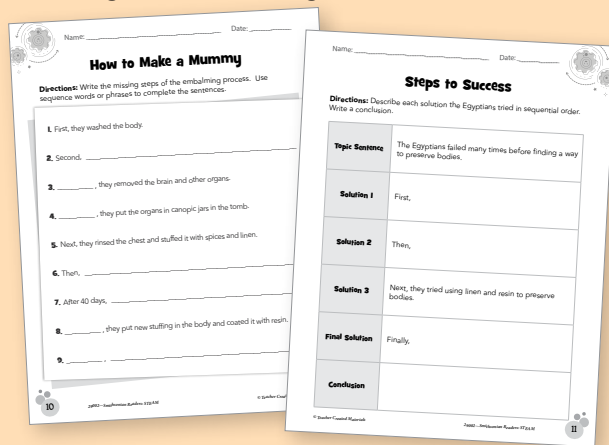 Name:
Date:
How to Make a Mummy
Directions: Write the missing steps of the embalming process. Use
sequence words or phrases to complete the sentences.
1. First, they washed the body.
2. Second,
3. , they removed the brain and other organs.
4. , they put the organs in canopic jars in the tomb.
5. Next, they rinsed the chest and stuffed it with spices and linen.
6. Then,
7. After 40 days,
8. , they put new stuffing in the body and coated it with resin.
9. ,
10
Smithsonian Readers: STEAM
© Teacher
Name:
Date:
Steps to Success
Directions: Describe each solution the Egyptians tried in sequential order.
Write a conclusion.
Topic Sentence
The Egyptians failed many times before finding a way
to preserve bodies.
Solution 1
First,
Solution 2
Then,
Solution 3
Next, they tried using linen and resin to preserve
bodies.
Final Solution
Finally,
Conclusion
© Teacher Created Materials
Smithsonian Readers: STEAM
11